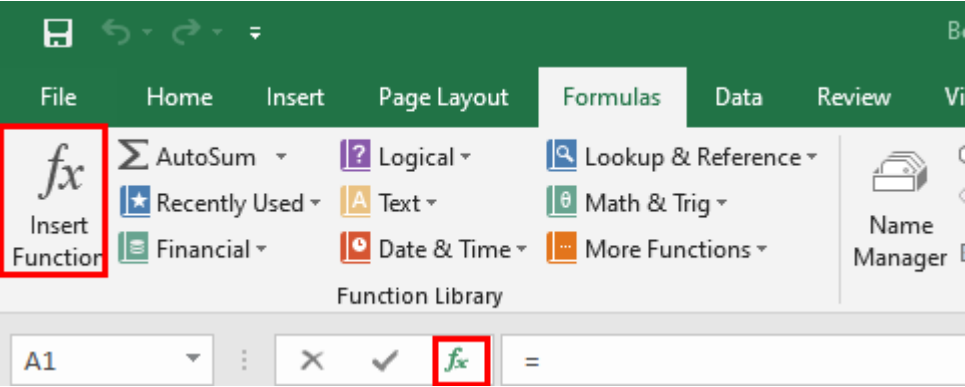 File Home Insert Page Layout Formulas Data Review
fx Σ AutoSum ? Logical Lookup & Reference
Insert Function Recently Used A Text θ Math & Trig Name Manager
Financial Date & Time More Functions
Function Library
A1 fx =